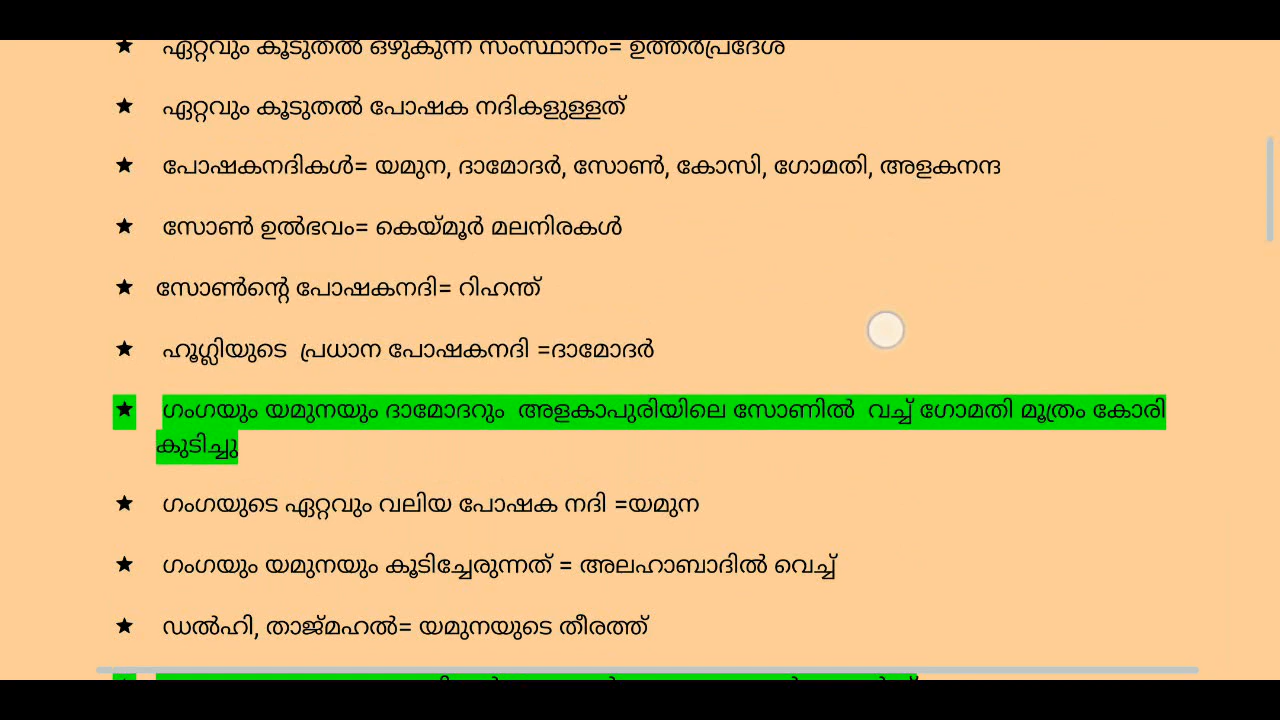 ★ ഏറ്റവും കൂടുതൽ ഒഴുകുന്ന സംസ്ഥാനം= ഉത്തർപ്രദേശ്
★ ഏറ്റവും കൂടുതൽ പോഷക നദികളുള്ളത്
★ പോഷകനദികൾ= യമുന, ദാമോദർ, സോൺ, കോസി, ഗോമതി, അളകനന്ദ
★ സോൺ ഉൽഭവം= കെയ്മൂർ മലനിരകൾ
★ സോൺന്റെ പോഷകനദി= റിഹന്ത്
★ ഹൂഗ്ലിയുടെ പ്രധാന പോഷകനദി =ദാമോദർ
★ ഗംഗയും യമുനയും ദാമോദറും അളകാപുരിയിലെ സോണിൽ വച്ച് ഗോമതി മൂത്രം കോരി
കുടിച്ചു
★ ഗംഗയുടെ ഏറ്റവും വലിയ പോഷക നദി =യമുന
★ ഗംഗയും യമുനയും കൂടിച്ചേരുന്നത് = അലഹാബാദിൽ വെച്ച്
★ ഡൽഹി, താജ്മഹൽ= യമുനയുടെ തീരത്ത്